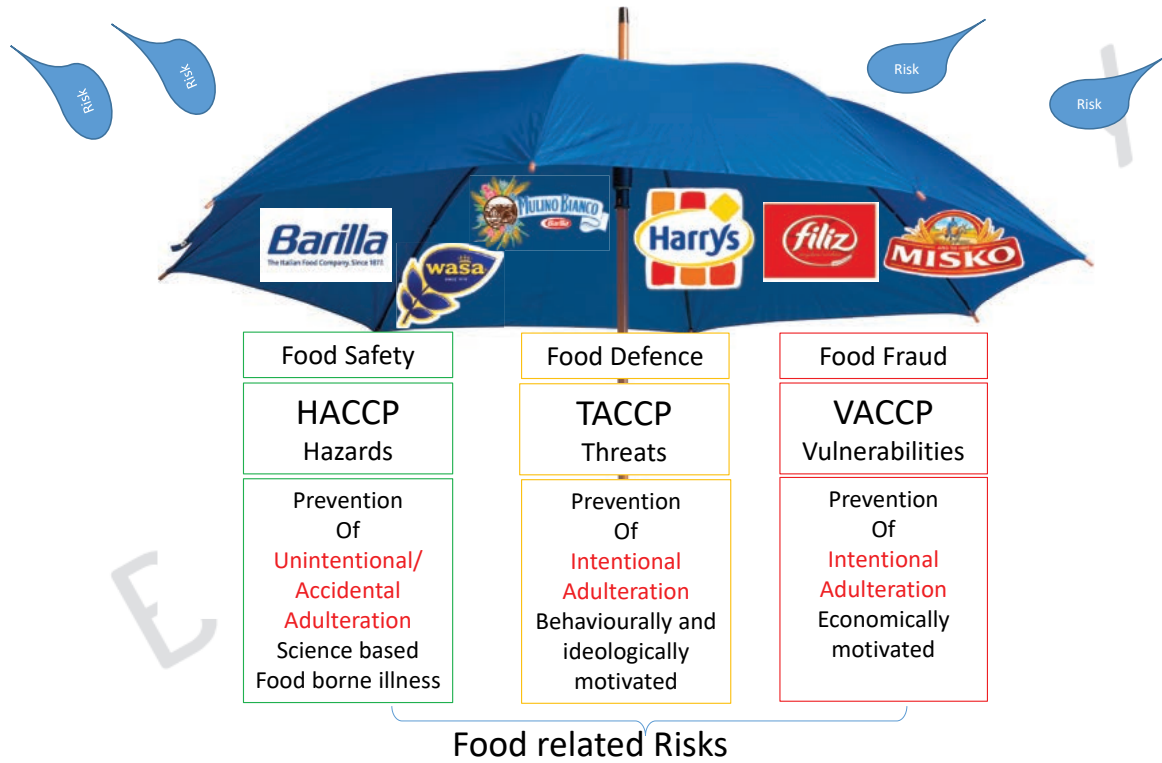 Risk
Risk
Risk
Risk
Barilla
The Italian Food Company. Since 1877.
wasa
MULINO BIANCO
Barilla
Harrys
filiz
MISKO
Food Safety
HACCP
Hazards
Prevention
Of
Unintentional/
Accidental
Adulteration
Science based
Food borne illness
Food Defence
TACCP
Threats
Prevention
Of
Intentional
Adulteration
Behaviourally and
ideologically
motivated
Food Fraud
VACCP
Vulnerabilities
Prevention
Of
Intentional
Adulteration
Economically
motivated
Food related Risks
E